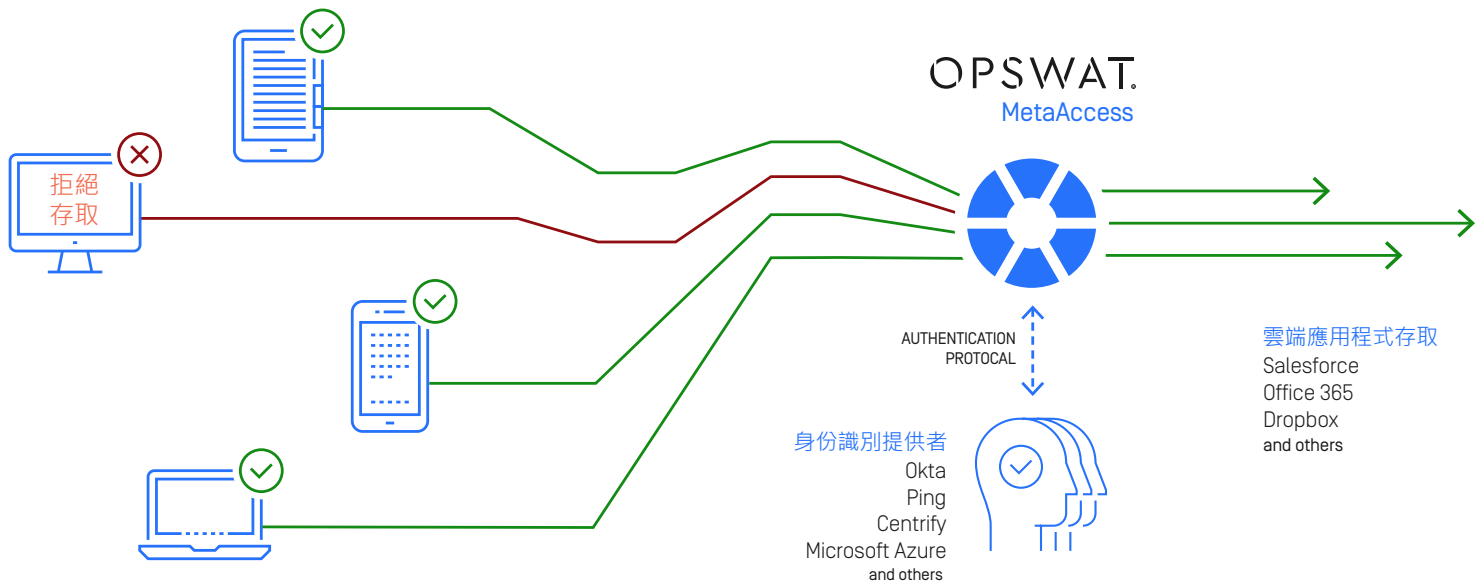 OPSWAT.
MetaAccess
拒絕
存取
AUTHENTICATION
PROTOCAL
雲端應用程式存取
Salesforce
Office 365
Dropbox
and others
身份識別提供者
Okta
Ping
Centrify
Microsoft Azure
and others